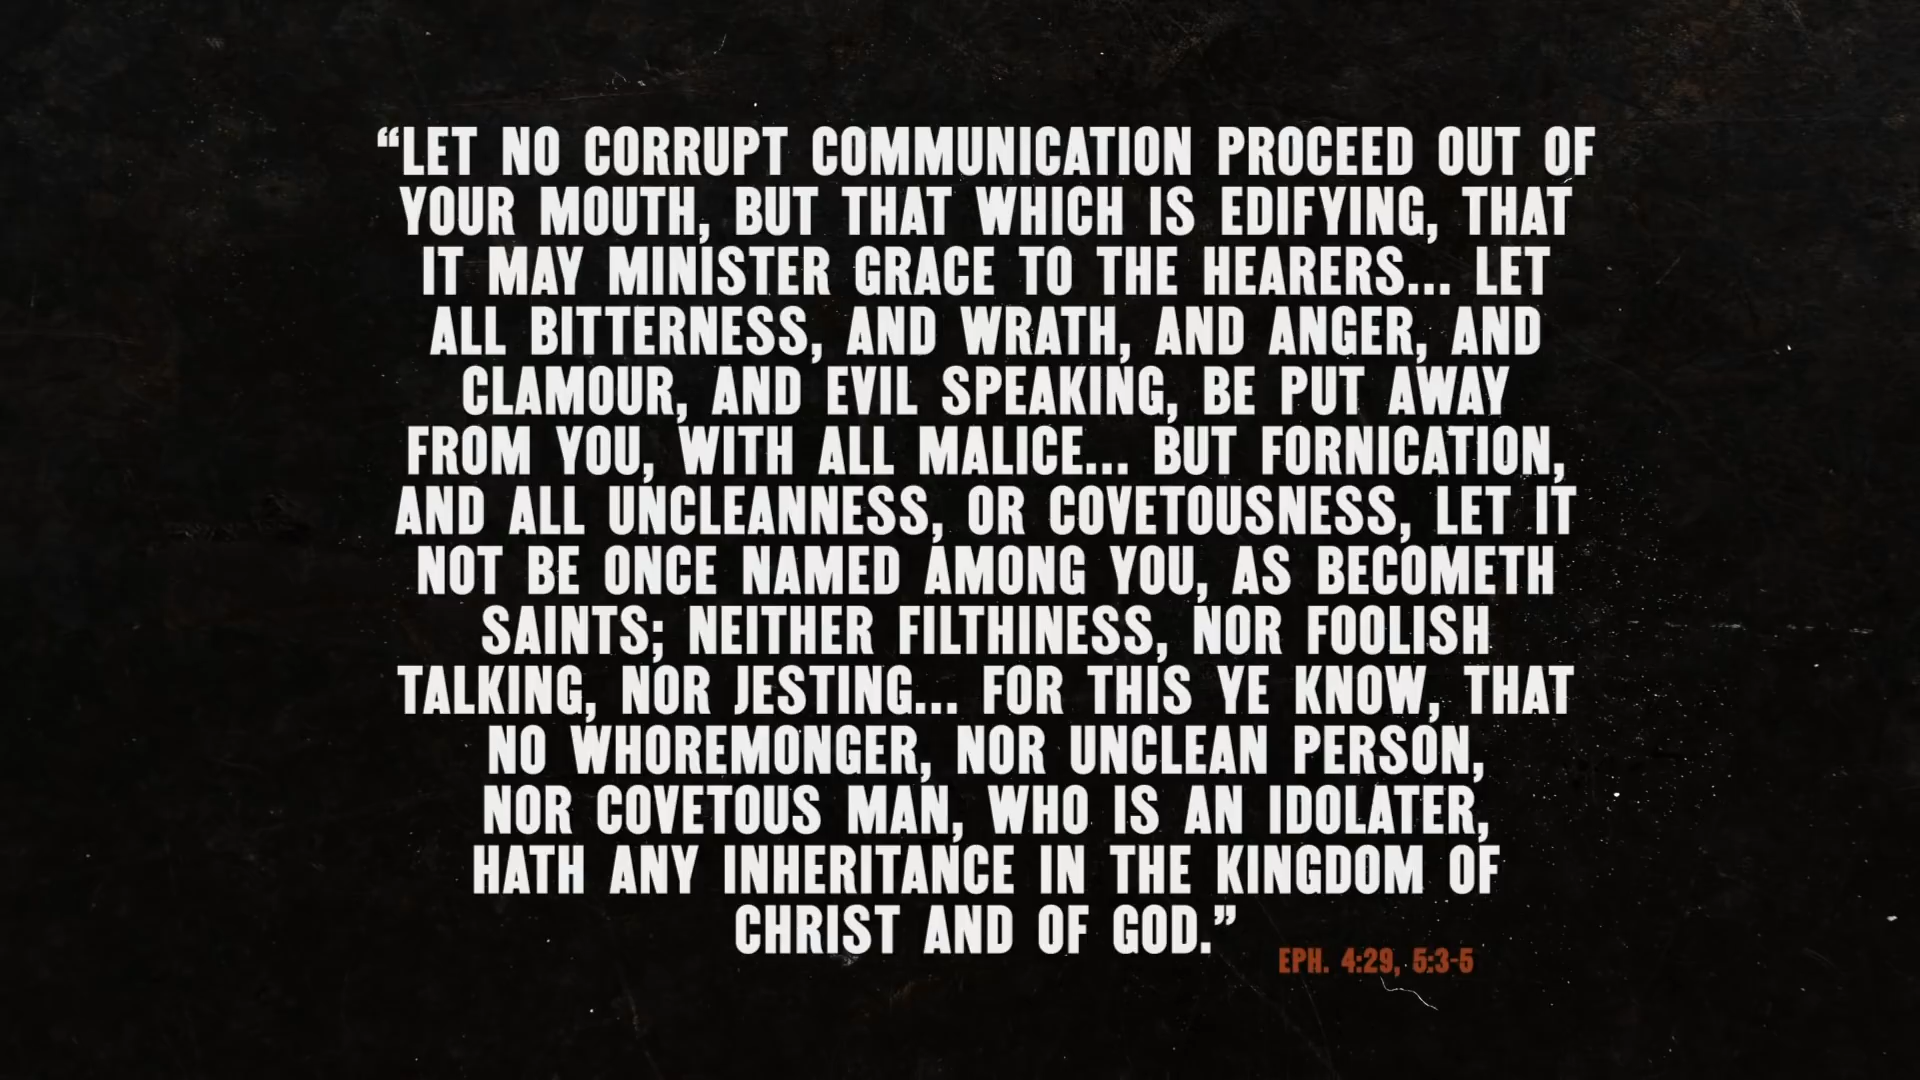 “LET NO CORRUPT COMMUNICATION PROCEED OUT OF
YOUR MOUTH, BUT THAT WHICH IS EDIFYING, THAT
IT MAY MINISTER GRACE TO THE HEARERS... LET
ALL BITTERNESS, AND WRATH, AND ANGER, AND
CLAMOUR, AND EVIL SPEAKING, BE PUT AWAY
FROM YOU, WITH ALL MALICE... BUT FORNICATION,
AND ALL UNCLEANNESS, OR COVETOUSNESS, LET IT
NOT BE ONCE NAMED AMONG YOU, AS BECOMETH
SAINTS; NEITHER FILTHINESS, NOR FOOLISH
TALKING, NOR JESTING... FOR THIS YE KNOW, THAT
NO WHOREMONGER, NOR UNCLEAN PERSON,
NOR COVETOUS MAN, WHO IS AN IDOLATER,
HATH ANY INHERITANCE IN THE KINGDOM OF
CHRIST AND OF GOD.”
EPH. 4:29, 5:3-5